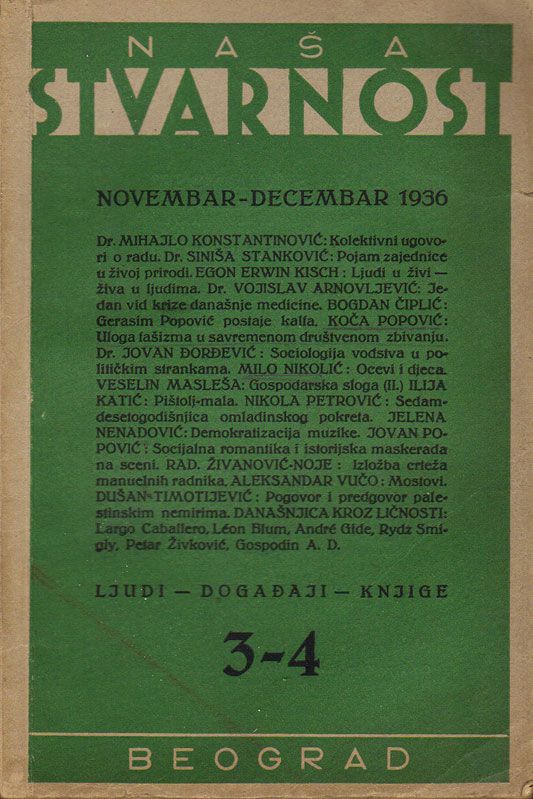 NAŠA
STVARNOST
NOVEMBAR-DECEMBAR 1936
Dr. MIHAJLO KONSTANTINOVIĆ: Kolektivni ugovo-
ri o radu. Dr. SINIŠA STANKOVIĆ : Pojam zajednice
u živoj prirodi. EGON ERWIN KISCH : Ljudi u živi —
živa u ljudima. Dr. VOJISLAV ARNOVLJEVIĆ: Je-
dan vid krize današnje medicine. BOGDAN ČIPLIĆ:
Gerasim Popović postaje kalfa. KOČA POPOVIĆ:
Uloga fašizma u savremenom društvenom zbivanju.
Dr. JOVAN ĐORĐEVIĆ : Sociologija vodstva u po-
litičkim strankama. MILO NIKOLIĆ: Ocevi i djeca.
VESELIN MASLEŠA: Gospodarska sloga (II.) ILIJA
KATIĆ: Pištolj-mala. NIKOLA PETROVIĆ: Sedam-
desetogodišnjica omladinskog pokreta. JELENA
NENADOVIĆ: Demokratizacija muzike. JOVAN PO-
POVIĆ : Socijalna romantika i istorijska maskerada
na sceni. RAD. ŽIVANOVIĆ-NOJE : Izložba crteža
manuelnih radnika. ALEKSANDAR VUČO : Mostovi.
DUŠAN TIMOTIJEVIĆ : Pogovor i predgovor pale-
stinskim nemirima. DANAŠNJICA KROZ LIČNOSTI:
Largo Caballero, Léon Blum, André Gide, Rydz Smi-
gly, Petar Živković, Gospodin A. D.
LJUDI — DOGAĐAJI — KNJIGE
3-4
BEOGRAD